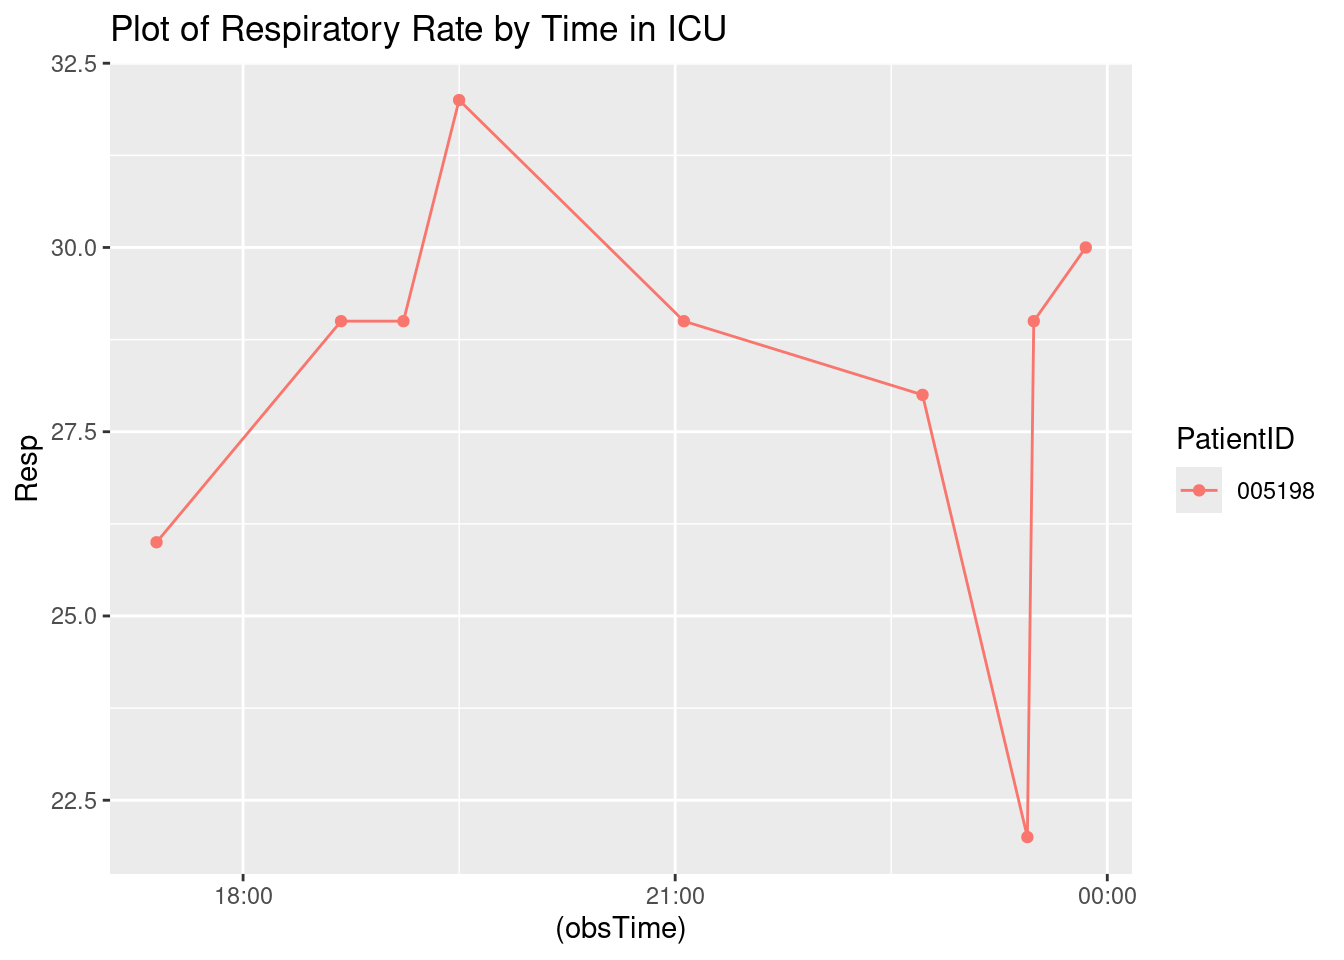 Plot of Respiratory Rate by Time in ICU
32.5
30.0
27.5
25.0
22.5
Resp
18:00
21:00
00:00
(obsTime)
PatientID
005198